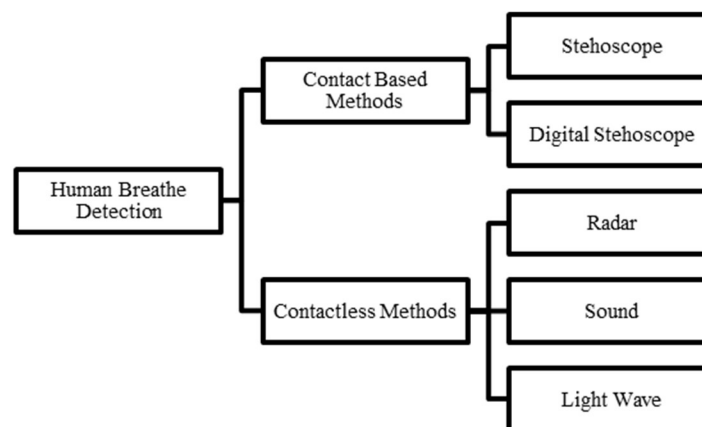 Human Breathe
Detection
Contact Based
Methods
Stehoscope
Digital Stehoscope
Contactless Methods
Radar
Sound
Light Wave